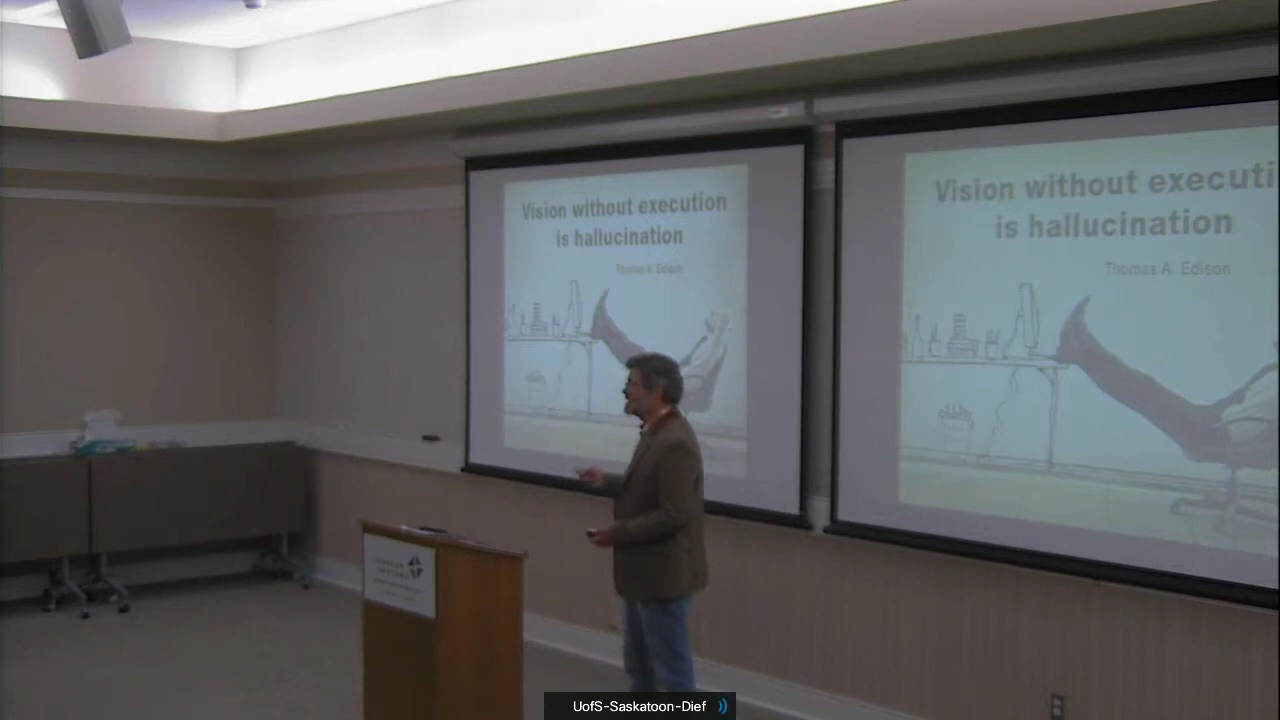 Vision without execution
is hallucination
Thomas A. Edison
Vision without executi
is hallucination
Thomas A. Edison
UofS-Saskatoon-Dief